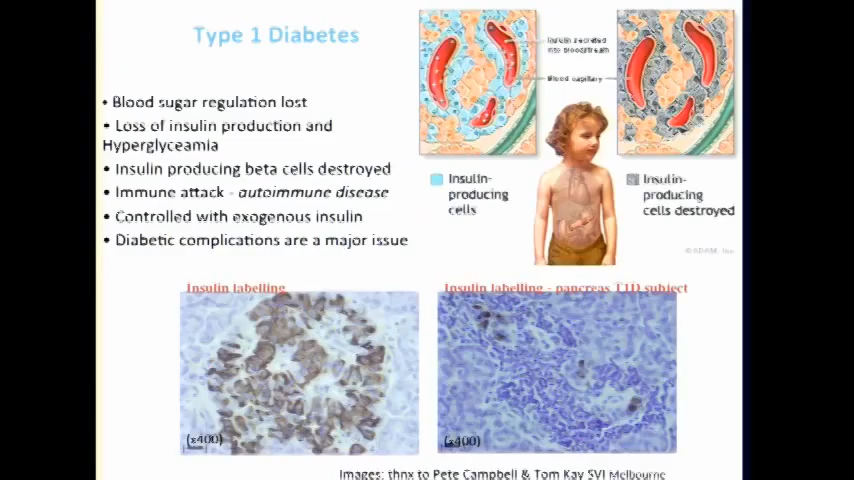 Type 1 Diabetes
• Blood sugar regulation lost
• Loss of insulin production and
Hyperglyceamia
• Insulin producing beta cells destroyed
• Immune attack - autoimmune disease
• Controlled with exogenous insulin
• Diabetic complications are a major issue
Insulin secreted
into bloodstream
Blood capillary
Insulin-
producing
cells
Insulin-
producing
cells destroyed
©ADAM, Inc.
Insulin labelling
Insulin labelling - pancreas T1D subject
(x400)
(x400)
Images: thnx to Pete Campbell & Tom Kay SVI Melbourne